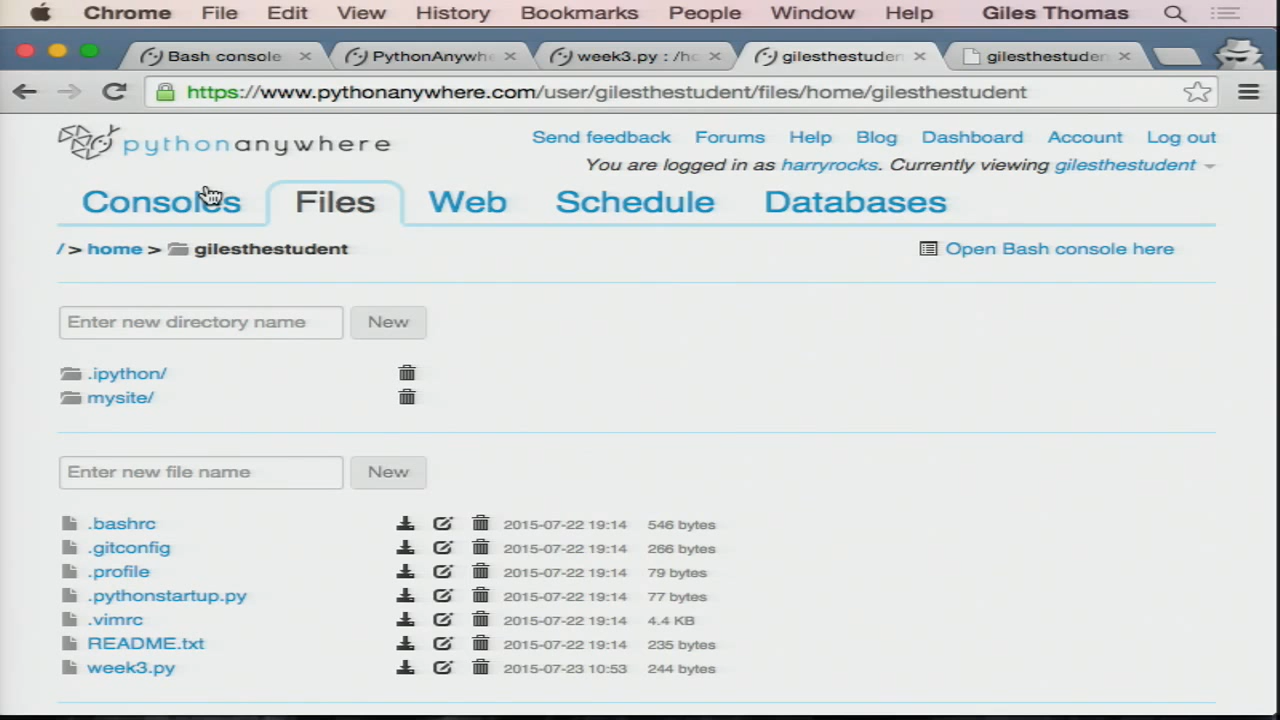 Chrome File Edit View History Bookmarks People Window Help Giles Thomas
Bash console PythonAnywhe week3.py : /hc gilesthestuden gilesthestuden
https://www.pythonanywhere.com/user/gilesthestudent/files/home/gilesthestudent
pythonanywhere
Send feedback Forums Help Blog Dashboard Account Log out
You are logged in as harryrocks. Currently viewing gilesthestudent
Consoles Files Web Schedule Databases
/ > home > gilesthestudent Open Bash console here
Enter new directory name New
.ipython/
mysite/
Enter new file name New
.bashrc 2015-07-22 19:14 546 bytes
.gitconfig 2015-07-22 19:14 266 bytes
.profile 2015-07-22 19:14 79 bytes
.pythonstartup.py 2015-07-22 19:14 77 bytes
.vimrc 2015-07-22 19:14 4.4 KB
README.txt 2015-07-22 19:14 235 bytes
week3.py 2015-07-23 10:53 244 bytes